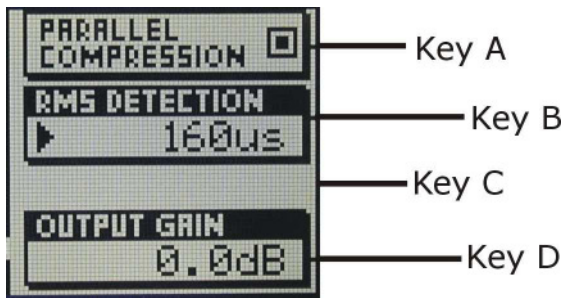 PARALLEL
COMPRESSION
Key A
RMS DETECTION
160us
Key B
Key C
OUTPUT GAIN
0.0dB
Key D